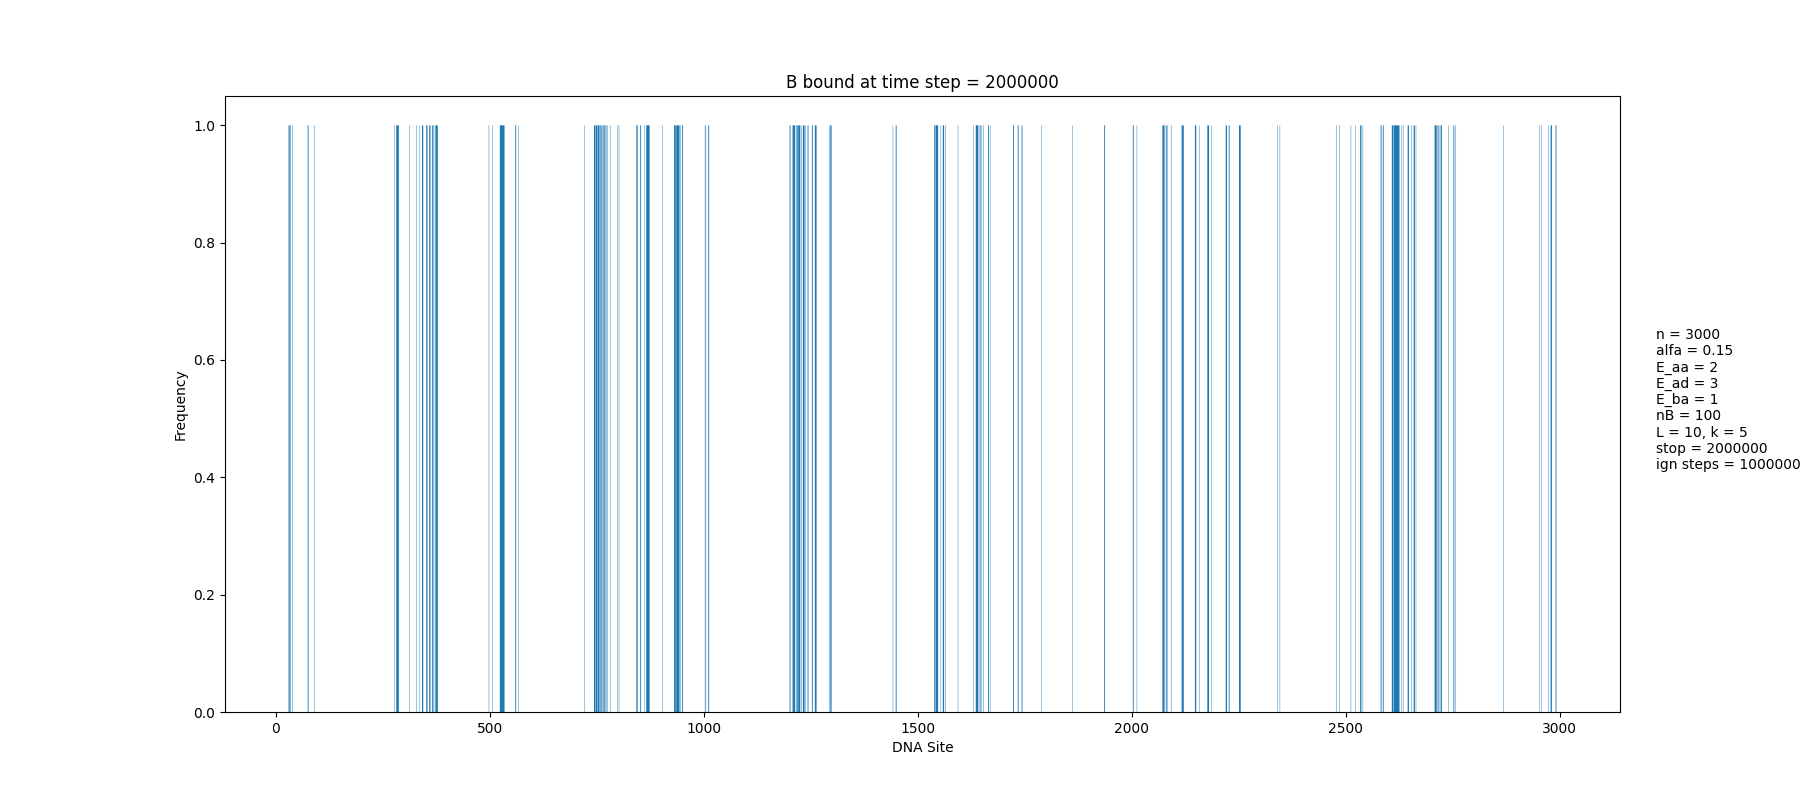 B bound at time step = 2000000
1.0
0.8
0.6
0.4
0.2
0.0
Frequency
0 500 1000 1500 2000 2500 3000
DNA Site
n = 3000
alfa = 0.15
E_aa = 2
E_ad = 3
E_ba = 1
nB = 100
L = 10, k = 5
stop = 2000000
ign steps = 1000000